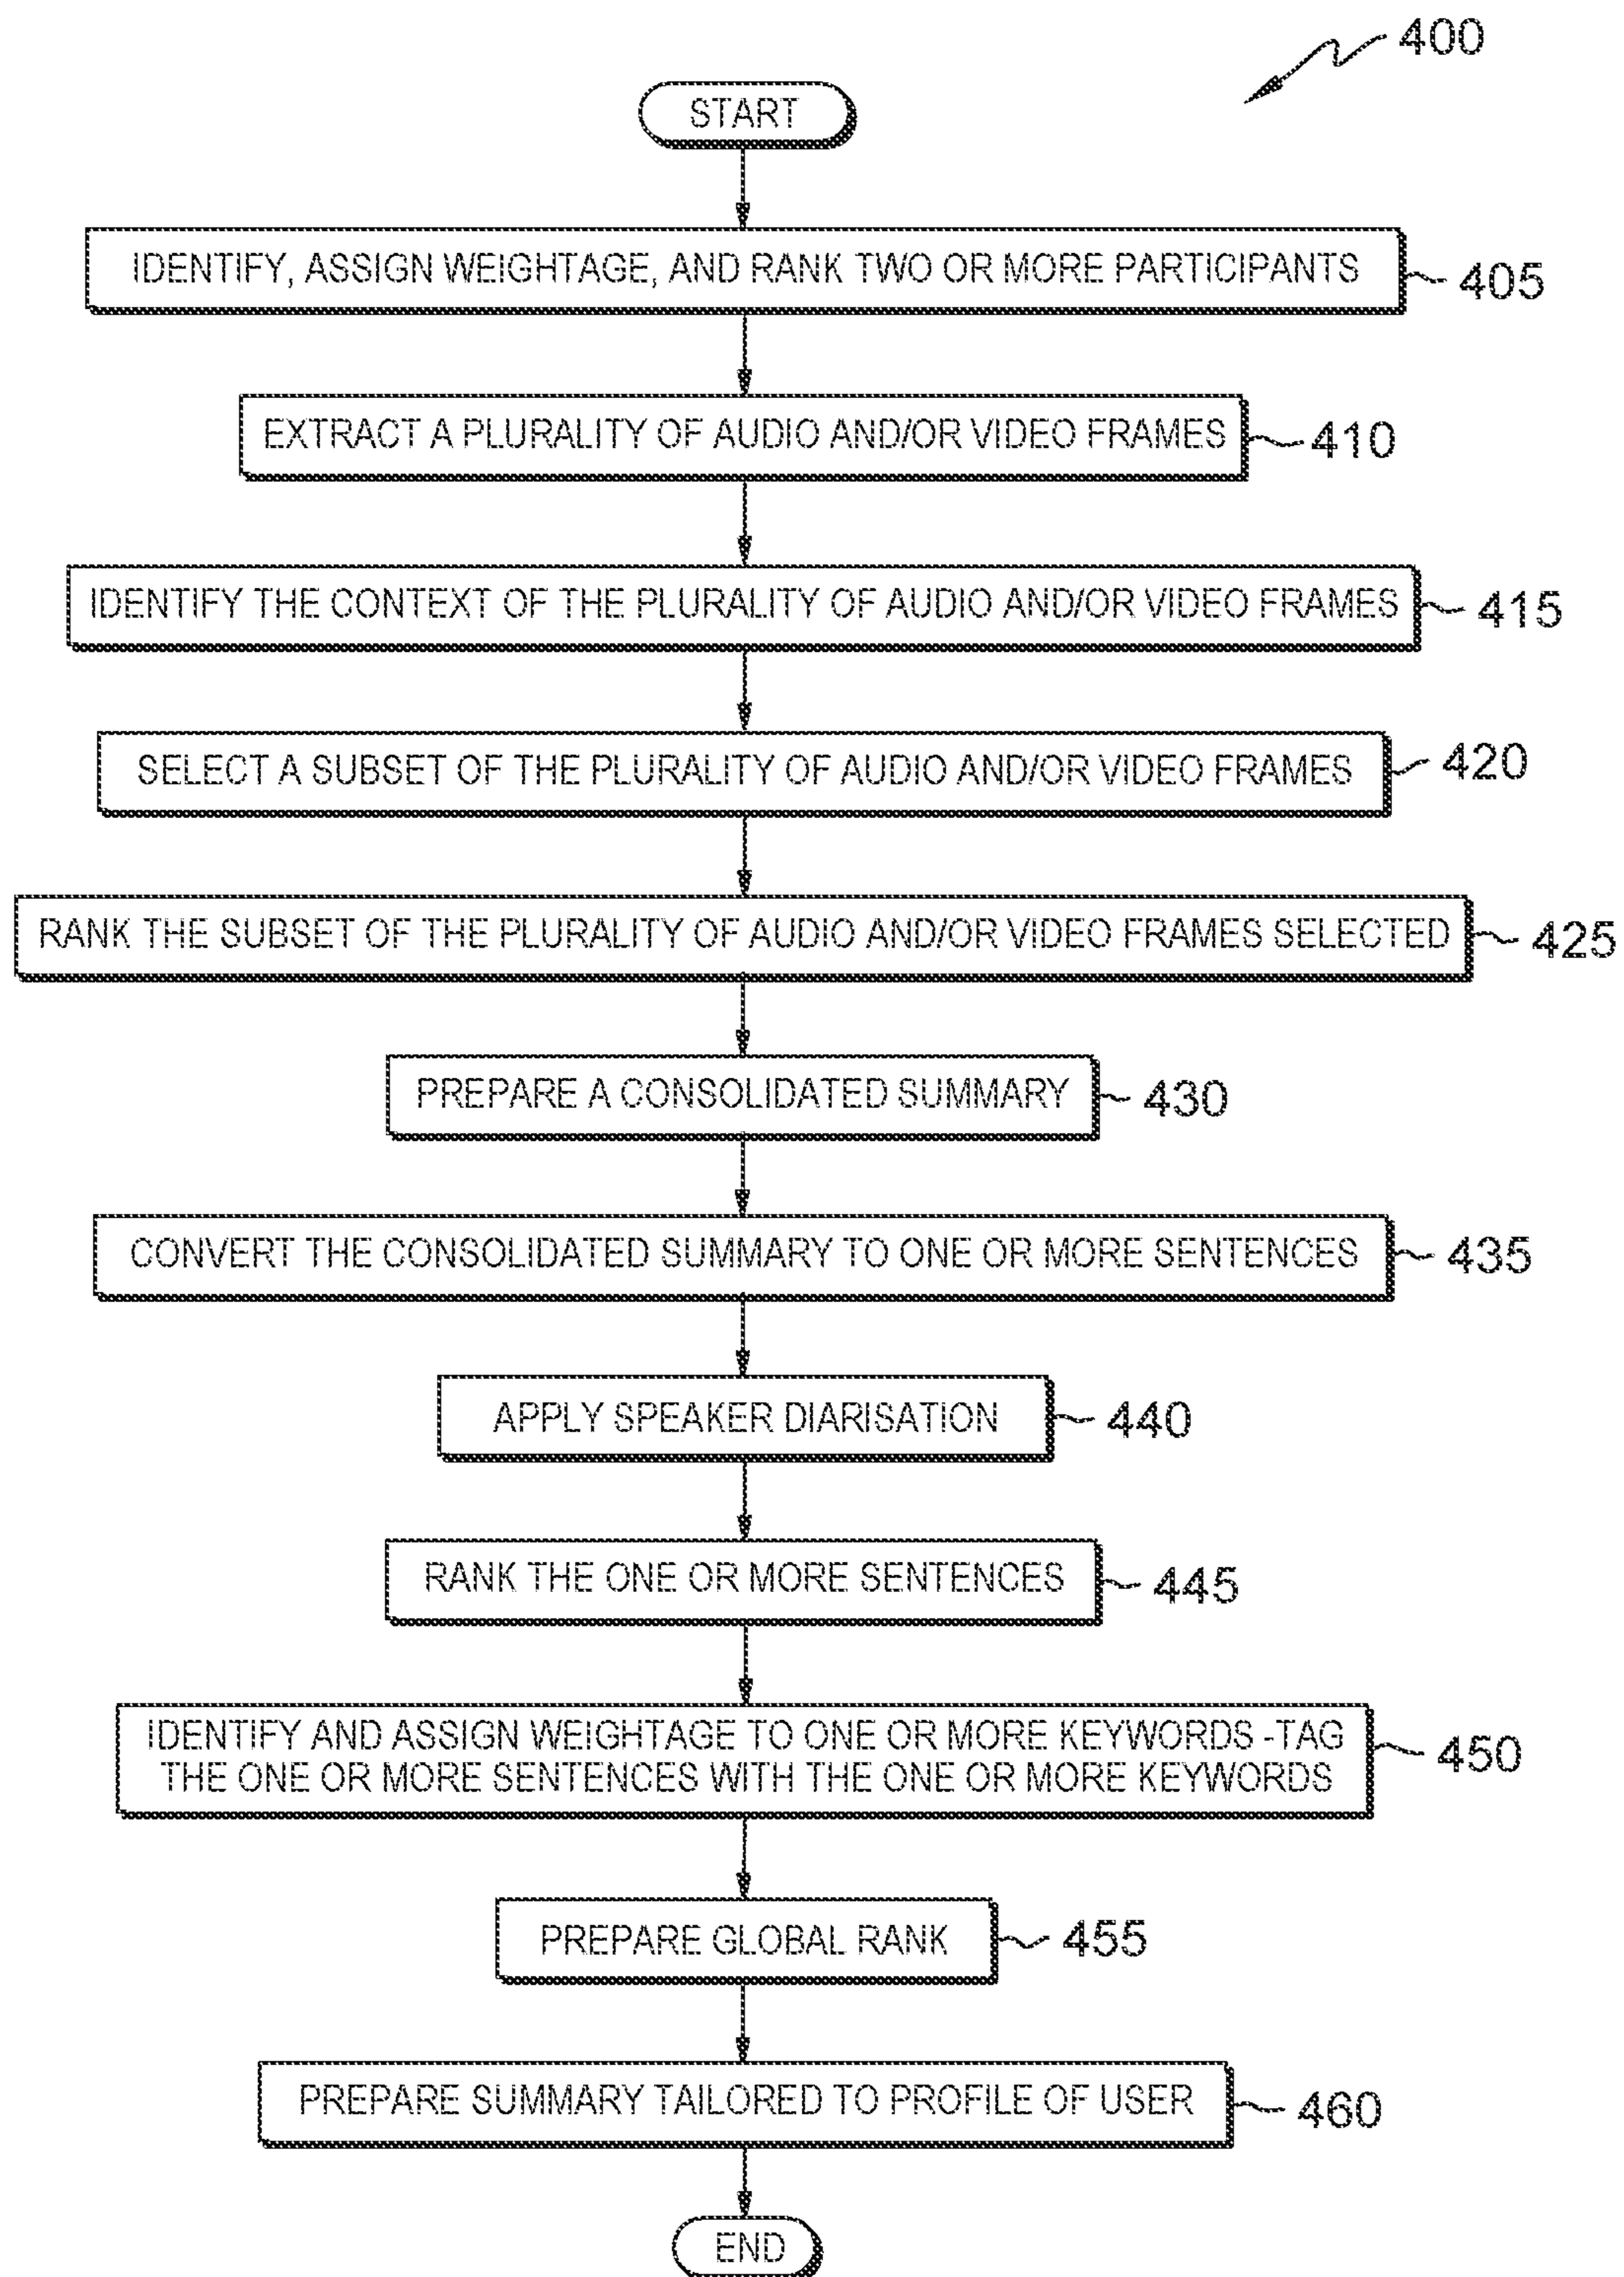 400
START
IDENTIFY, ASSIGN WEIGHTAGE, AND RANK TWO OR MORE PARTICIPANTS
405
EXTRACT A PLURALITY OF AUDIO AND/OR VIDEO FRAMES
410
IDENTIFY THE CONTEXT OF THE PLURALITY OF AUDIO AND/OR VIDEO FRAMES
415
SELECT A SUBSET OF THE PLURALITY OF AUDIO AND/OR VIDEO FRAMES
420
RANK THE SUBSET OF THE PLURALITY OF AUDIO AND/OR VIDEO FRAMES SELECTED
425
PREPARE A CONSOLIDATED SUMMARY
430
CONVERT THE CONSOLIDATED SUMMARY TO ONE OR MORE SENTENCES
435
APPLY SPEAKER DIARISATION
440
RANK THE ONE OR MORE SENTENCES
445
IDENTIFY AND ASSIGN WEIGHTAGE TO ONE OR MORE KEYWORDS -TAG
THE ONE OR MORE SENTENCES WITH THE ONE OR MORE KEYWORDS
450
PREPARE GLOBAL RANK
455
PREPARE SUMMARY TAILORED TO PROFILE OF USER
460
END